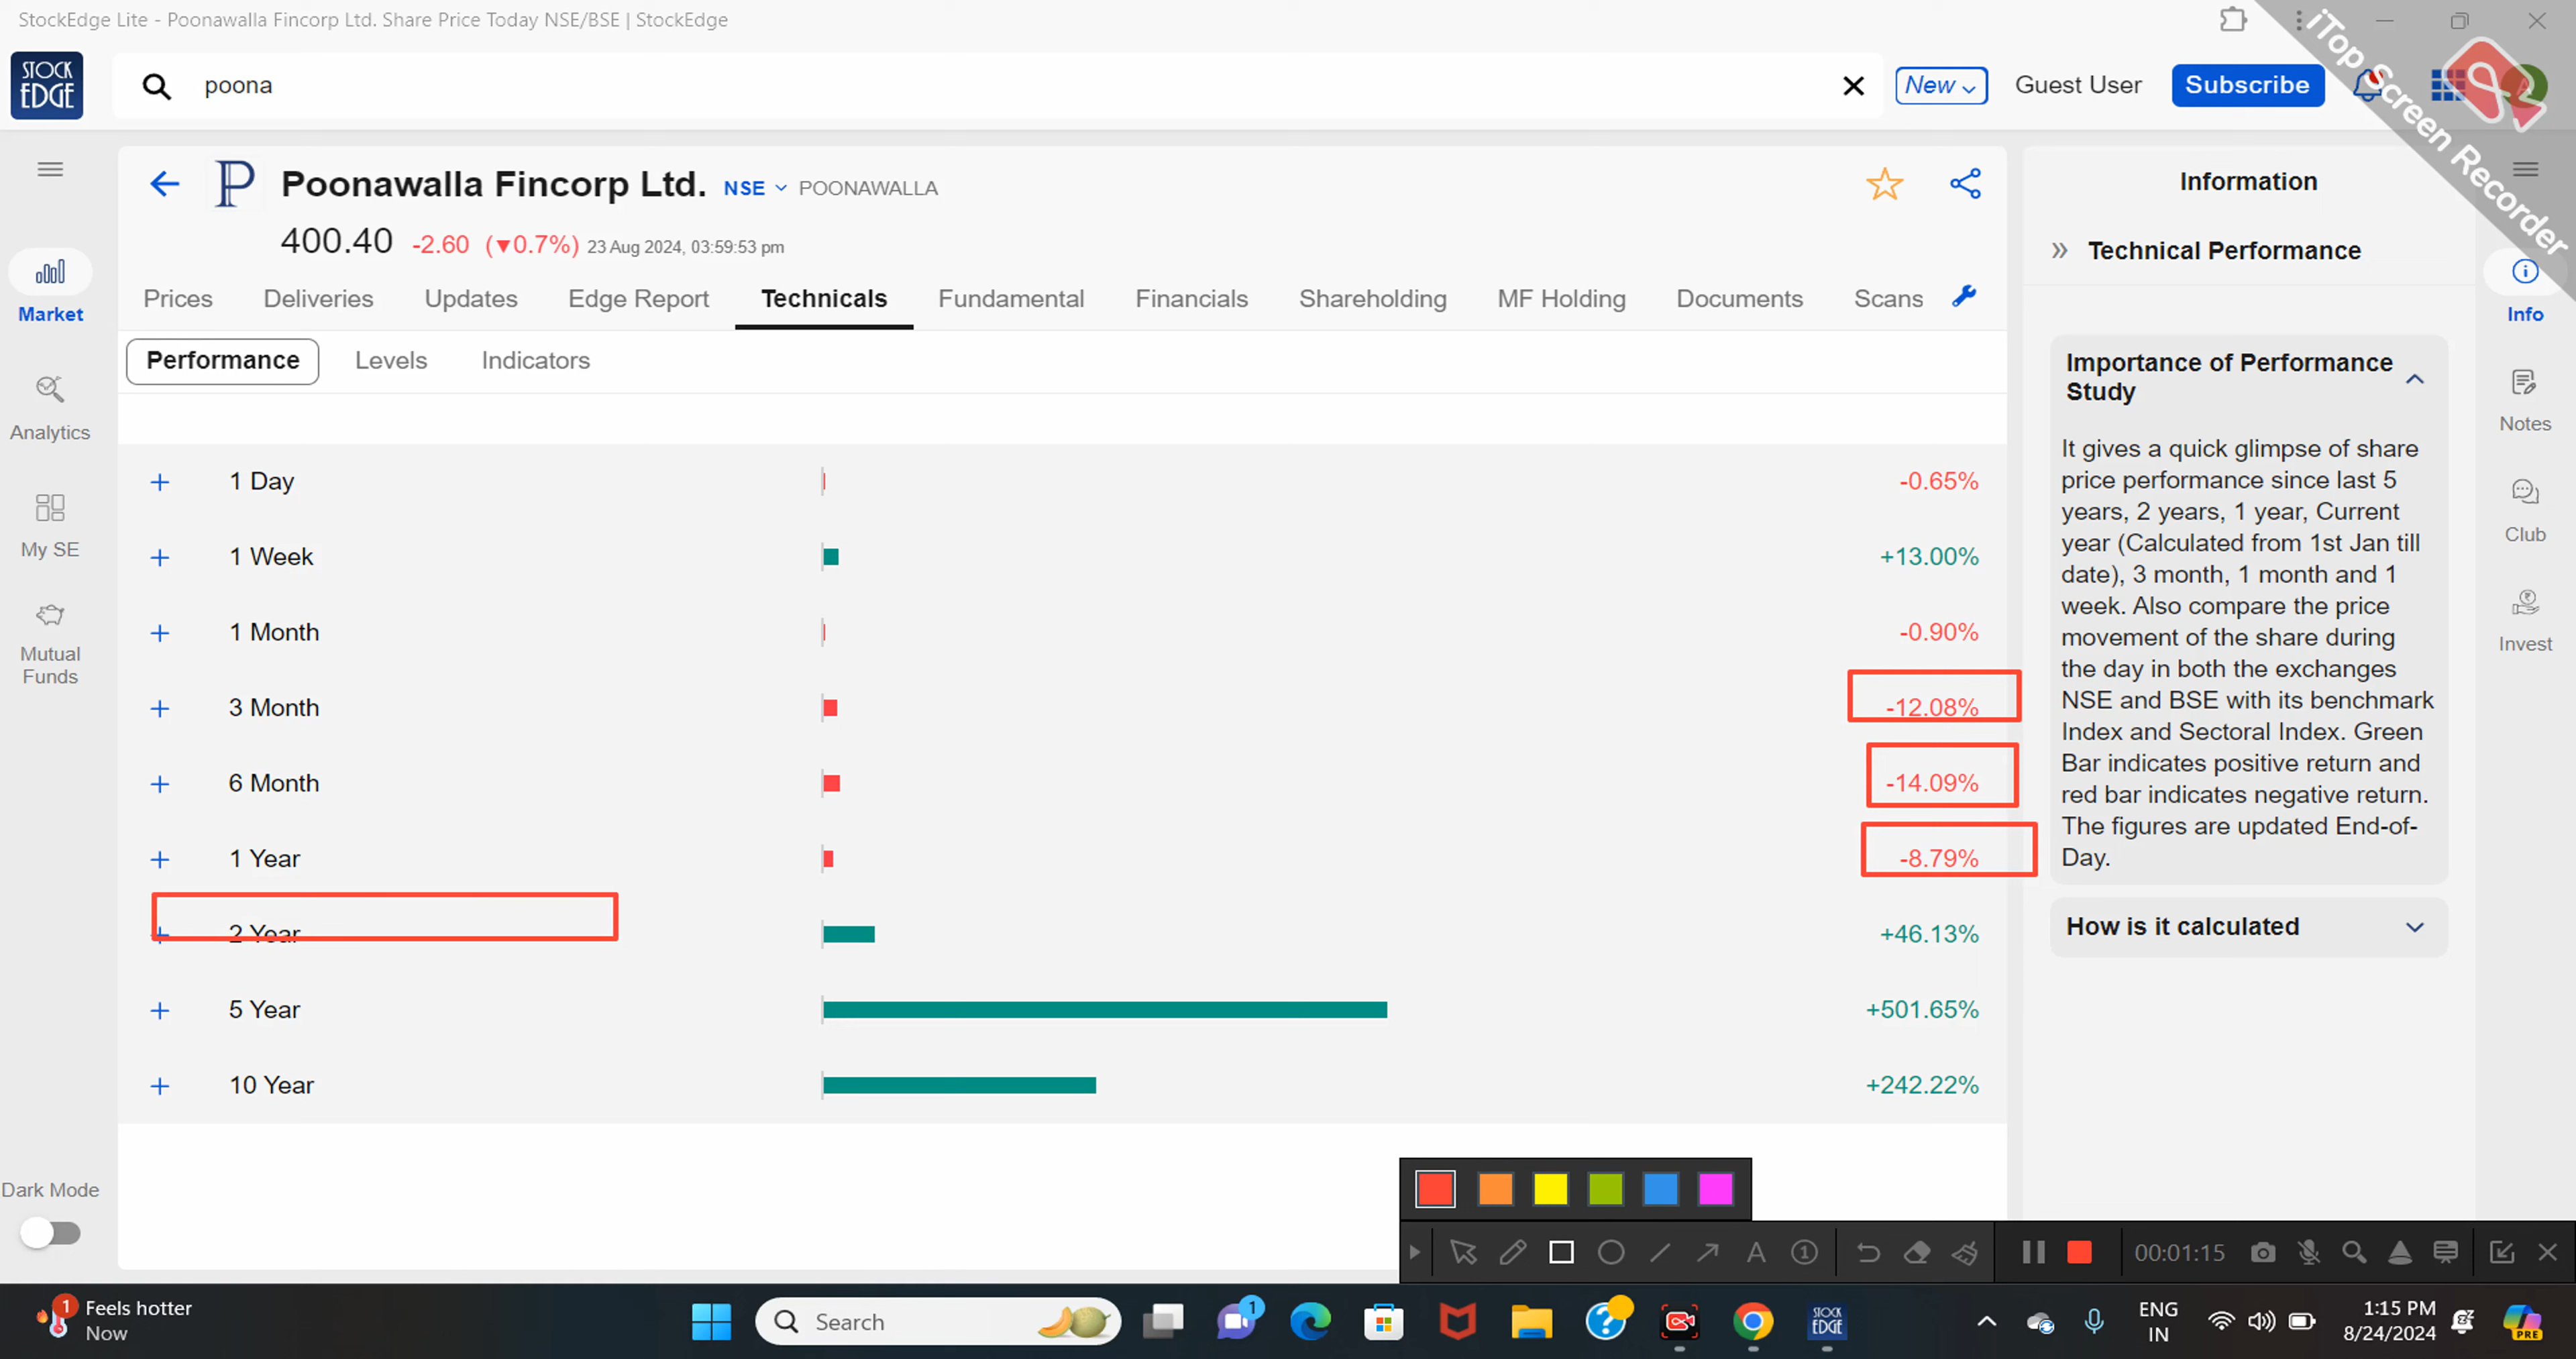 StockEdge Lite - Poonawalla Fincorp Ltd. Share Price Today NSE/BSE | StockEdge
STOCK
EDGE
poona
New
Guest User
Subscribe
iTop Screen Recorder
Poonawalla Fincorp Ltd. NSE POONAWALLA
400.40 -2.60 (▼0.7%) 23 Aug 2024, 03:59:53 pm
Prices Deliveries Updates Edge Report Technicals Fundamental Financials Shareholding MF Holding Documents Scans
Performance Levels Indicators
Market
Analytics
My SE
Mutual
Funds
Dark Mode
+ 1 Day -0.65%
+ 1 Week +13.00%
+ 1 Month -0.90%
+ 3 Month -12.08%
+ 6 Month -14.09%
+ 1 Year -8.79%
+ 2 Year +46.13%
+ 5 Year +501.65%
+ 10 Year +242.22%
Information
» Technical Performance
Importance of Performance
Study
It gives a quick glimpse of share
price performance since last 5
years, 2 years, 1 year, Current
year (Calculated from 1st Jan till
date), 3 month, 1 month and 1
week. Also compare the price
movement of the share during
the day in both the exchanges
NSE and BSE with its benchmark
Index and Sectoral Index. Green
Bar indicates positive return and
red bar indicates negative return.
The figures are updated End-of-
Day.
How is it calculated
Info
Notes
Club
Invest
A 1 00:01:15
1 Feels hotter
Now
Search
1
STOCK
EDGE
ENG
IN
1:15 PM
8/24/2024
PRE